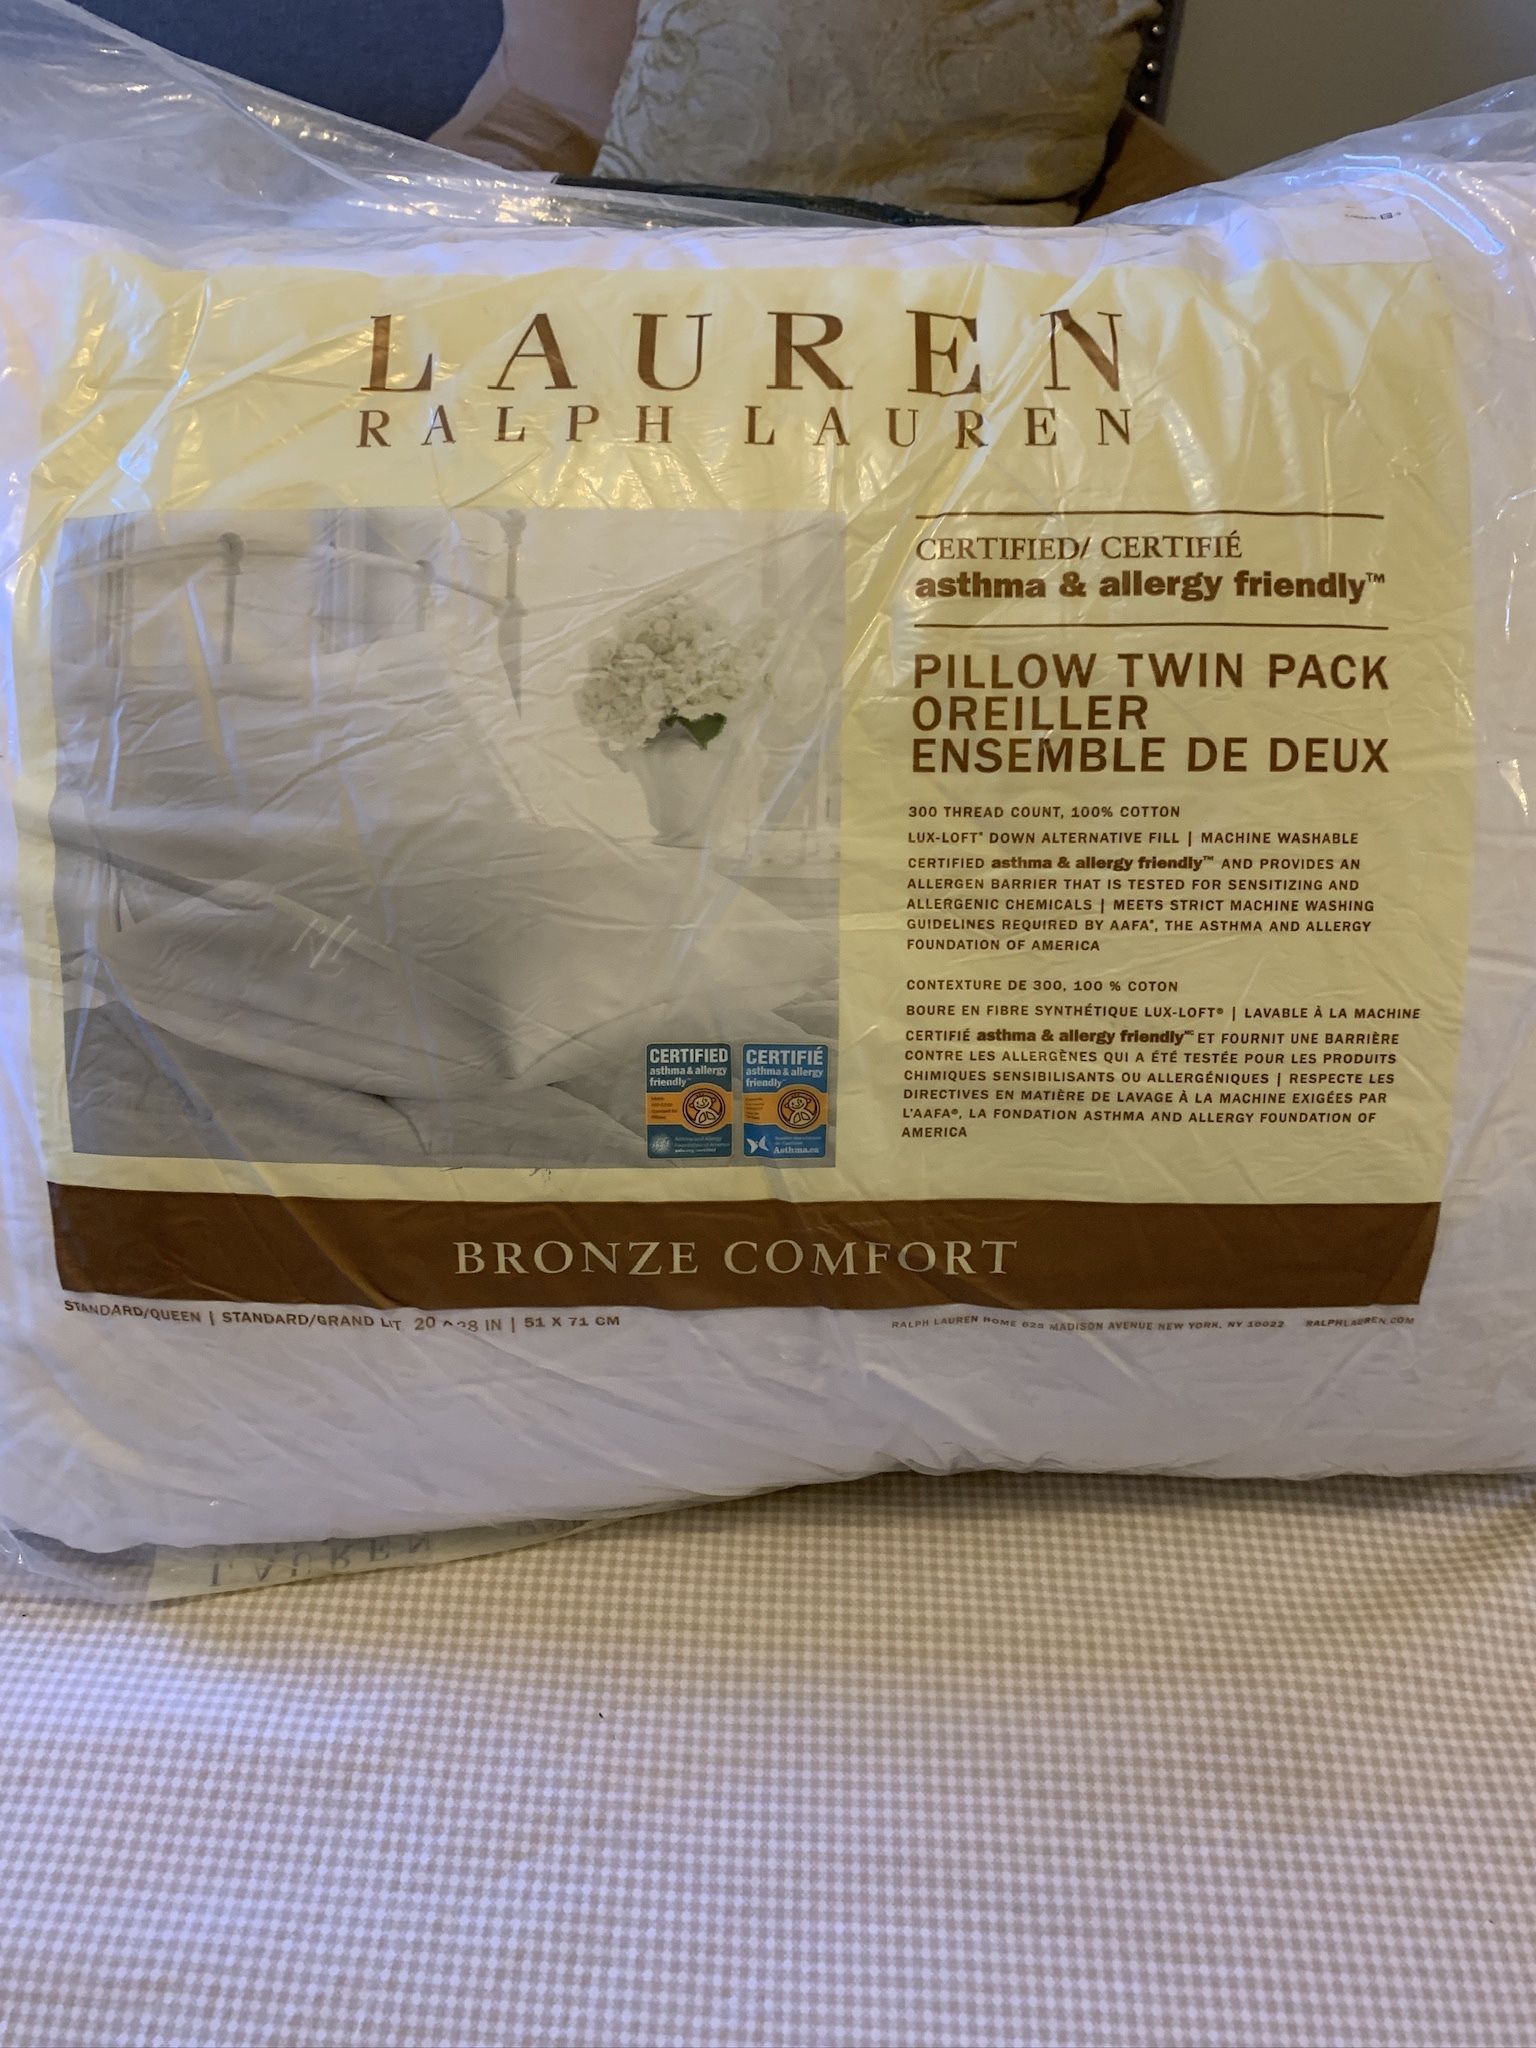 LAUREN
RALPH LAUREN
CERTIFIED/ CERTIFIÉ
asthma & allergy friendly™
PILLOW TWIN PACK
OREILLER
ENSEMBLE DE DEUX
300 THREAD COUNT, 100% COTTON
LUX-LOFT® DOWN ALTERNATIVE FILL | MACHINE WASHABLE
CERTIFIED asthma & allergy friendly™ AND PROVIDES AN
ALLERGEN BARRIER THAT IS TESTED FOR SENSITIZING AND
ALLERGENIC CHEMICALS | MEETS STRICT MACHINE WASHING
GUIDELINES REQUIRED BY AAFA®, THE ASTHMA AND ALLERGY
FOUNDATION OF AMERICA
CONTEXTURE DE 300, 100 % COTON
BOURE EN FIBRE SYNTHÉTIQUE LUX-LOFT® | LAVABLE À LA MACHINE
CERTIFIÉ asthma & allergy friendly ET FOURNIT UNE BARRIÈRE
CONTRE LES ALLERGÈNES QUI A ÉTÉ TESTÉE POUR LES PRODUITS
CHIMIQUES SENSIBILISANTS OU ALLERGÉNIQUES | RESPECTE LES
DIRECTIVES EN MATIÈRE DE LAVAGE À LA MACHINE EXIGÉES PAR
L'AAFA®, LA FONDATION ASTHMA AND ALLERGY FOUNDATION OF
AMERICA
RLL
CERTIFIED
asthma & allergy
friendly™
CERTIFIÉ
asthma & allergy
friendly™
Asthma.ca
BRONZE COMFORT
STANDARD/QUEEN | STANDARD/GRAND LIT 20 28 IN | 51 X 71 CM
RALPH LAUREN HOME 625 MADISON AVENUE NEW YORK, NY 10022 RALPHLAUREN.COM
LAUREN